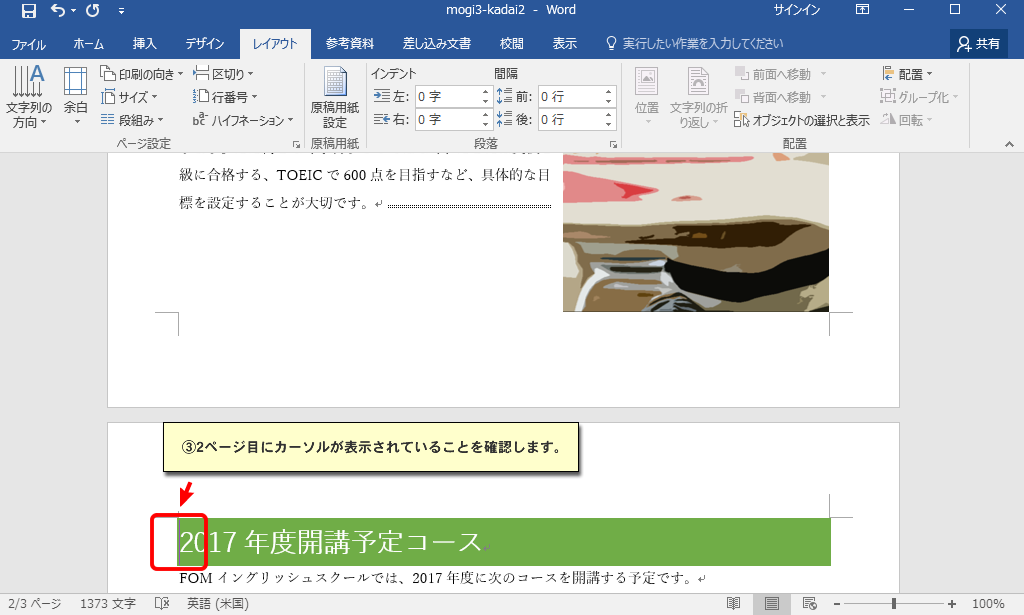 mogi3-kadai2 - Word
サインイン
ファイル ホーム 挿入 デザイン レイアウト 参考資料 差し込み文書 校閲 表示 実行したい作業を入力してください 共有
文字列の方向
余白
印刷の向き
サイズ
段組み
区切り
行番号
ハイフネーション
ページ設定
原稿用紙設定
原稿用紙
インデント 間隔
左: 0 字 前: 0 行
右: 0 字 後: 0 行
段落
位置
文字列の折り返し
前面へ移動
背面へ移動
オブジェクトの選択と表示
配置
グループ化
回転
配置
級に合格する、TOEIC で 600 点を目指すなど、具体的な目
標を設定することが大切です。
③2ページ目にカーソルが表示されていることを確認します。
2017 年度開講予定コース
FOM イングリッシュスクールでは、2017 年度に次のコースを開講する予定です。
2/3 ページ 1373 文字 英語 (米国) 100%